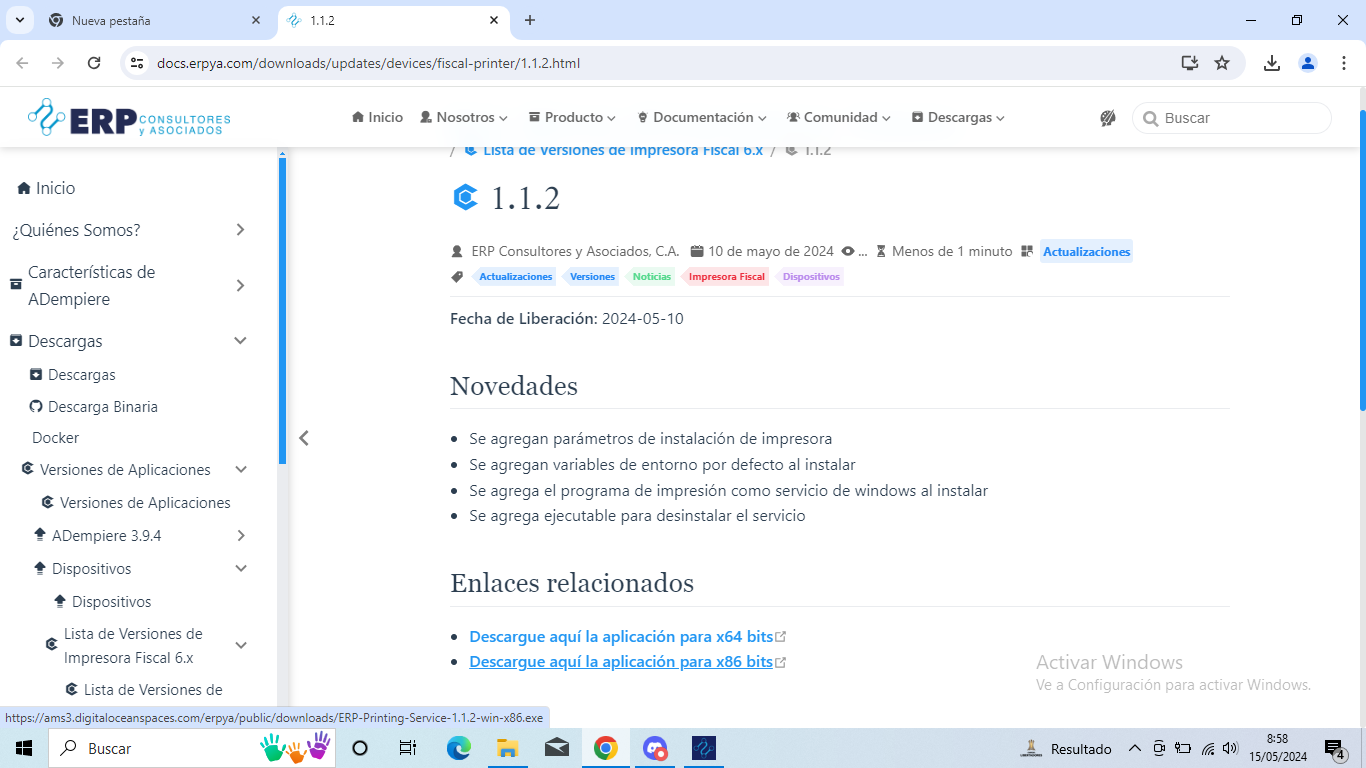 Nueva pestaña
1.1.2
docs.erpya.com/downloads/updates/devices/fiscal-printer/1.1.2.html
ERP CONSULTORES y ASOCIADOS
Inicio
Nosotros
Producto
Documentación
Comunidad
Descargas
Buscar
/ Lista de Versiones de Impresora Fiscal 6.x / 1.1.2
1.1.2
ERP Consultores y Asociados, C.A. 10 de mayo de 2024 ... Menos de 1 minuto Actualizaciones
Actualizaciones Versiones Noticias Impresora Fiscal Dispositivos
Fecha de Liberación: 2024-05-10
Novedades
• Se agregan parámetros de instalación de impresora
• Se agregan variables de entorno por defecto al instalar
• Se agrega el programa de impresión como servicio de windows al instalar
• Se agrega ejecutable para desinstalar el servicio
Enlaces relacionados
• Descargue aquí la aplicación para x64 bits
• Descargue aquí la aplicación para x86 bits
Inicio
¿Quiénes Somos?
Características de
ADempiere
Descargas
Descargas
Descarga Binaria
Docker
Versiones de Aplicaciones
Versiones de Aplicaciones
ADempiere 3.9.4
Dispositivos
Dispositivos
Lista de Versiones de
Impresora Fiscal 6.x
Lista de Versiones de
Activar Windows
Ve a Configuración para activar Windows.
https://ams3.digitaloceanspaces.com/erpya/public/downloads/ERP-Printing-Service-1.1.2-win-x86.exe
Buscar
Resultado
8:58
15/05/2024
4